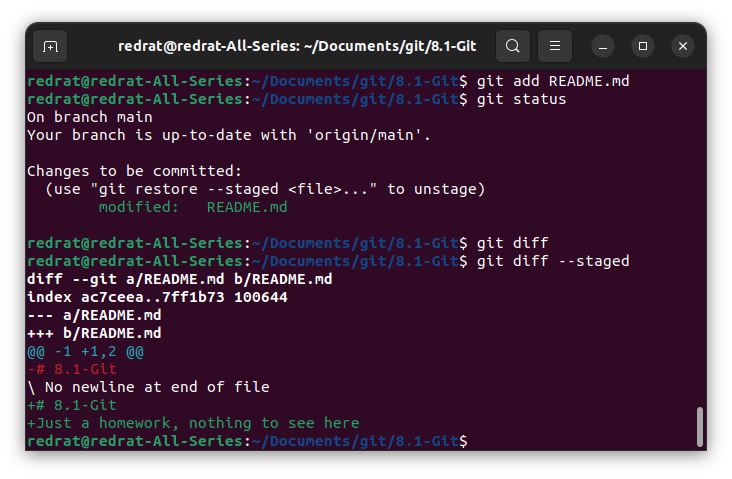 redrat@redrat-All-Series: ~/Documents/git/8.1-Git
redrat@redrat-All-Series:~/Documents/git/8.1-Git$ git add README.md
redrat@redrat-All-Series:~/Documents/git/8.1-Git$ git status
On branch main
Your branch is up-to-date with 'origin/main'.

Changes to be committed:
  (use "git restore --staged <file>..." to unstage)
        modified:   README.md

redrat@redrat-All-Series:~/Documents/git/8.1-Git$ git diff
redrat@redrat-All-Series:~/Documents/git/8.1-Git$ git diff --staged
diff --git a/README.md b/README.md
index ac7ceea..7ff1b73 100644
--- a/README.md
+++ b/README.md
@@ -1 +1,2 @@
-# 8.1-Git
\ No newline at end of file
+# 8.1-Git
+Just a homework, nothing to see here
redrat@redrat-All-Series:~/Documents/git/8.1-Git$